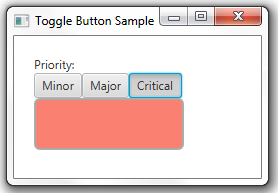 Toggle Button Sample
Priority:
Minor Major Critical